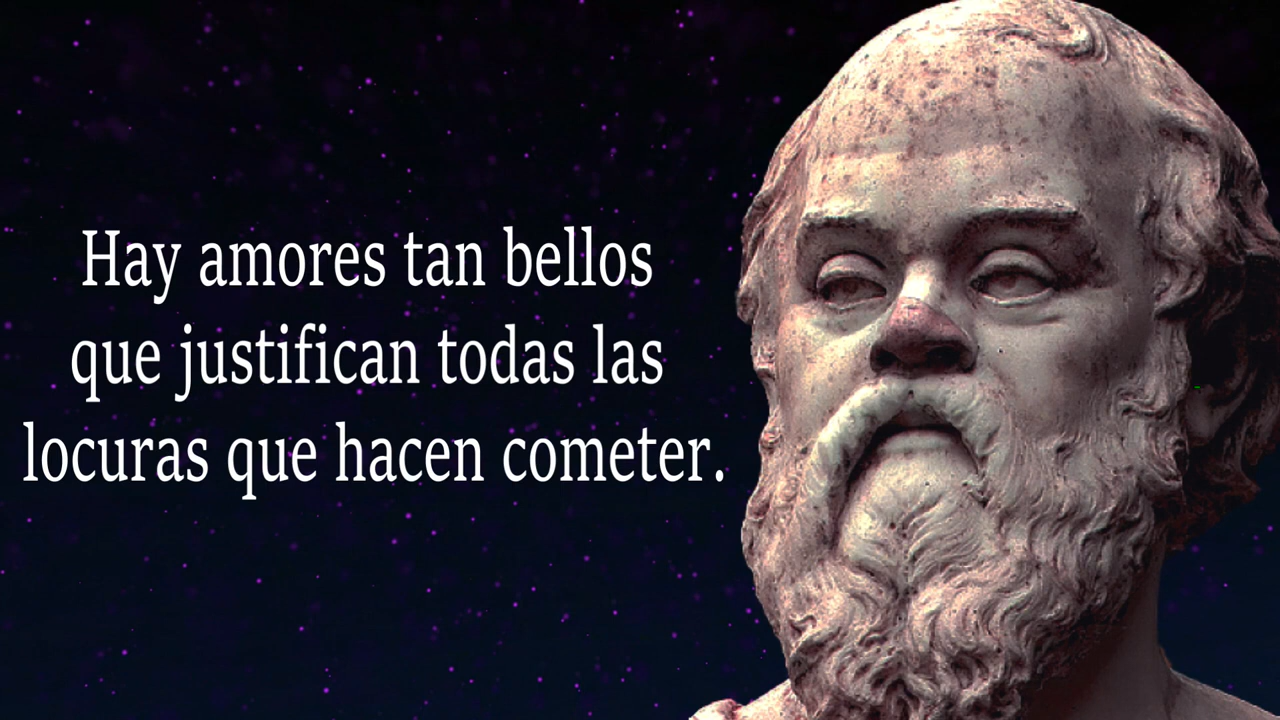 Hay amores tan bellos
que justifican todas las
locuras que hacen cometer.